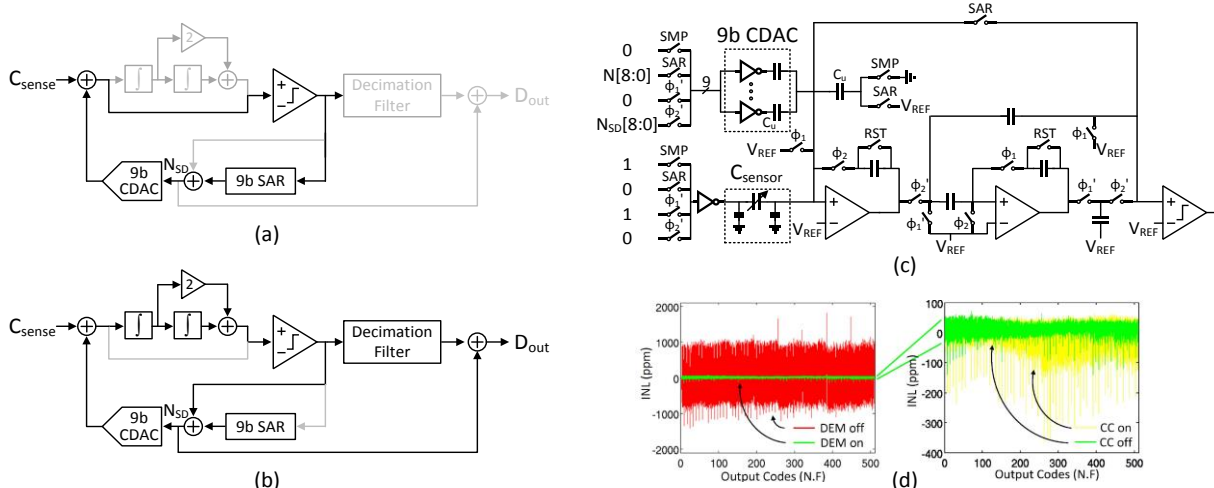 C_sense
2
∫
∫
Decimation
Filter
D_out
9b
CDAC
N_SD
9b SAR
(a)
C_sense
2
∫
∫
Decimation
Filter
D_out
9b
CDAC
N_SD
9b SAR
(b)
SAR
0 SMP
N[8:0] SAR
0 ϕ1'
N_SD[8:0] ϕ2'
9
9b CDAC
C_u
C_u
SMP
SAR
V_REF
V_REF ϕ1
1 SMP
0 SAR
1 ϕ1'
0 ϕ2'
C_sensor
ϕ2
RST
V_REF
ϕ2'
ϕ1'
ϕ2
V_REF
ϕ1
RST
ϕ1
V_REF
ϕ1'
ϕ2'
V_REF
V_REF
(c)
INL (ppm)
2000
1000
0
-1000
-2000
0 100 200 300 400 500
Output Codes (N.F)
DEM off
DEM on
INL (ppm)
100
0
-100
-200
-300
-400
0 100 200 300 400 500
Output Codes (N.F)
CC on
CC off
(d)